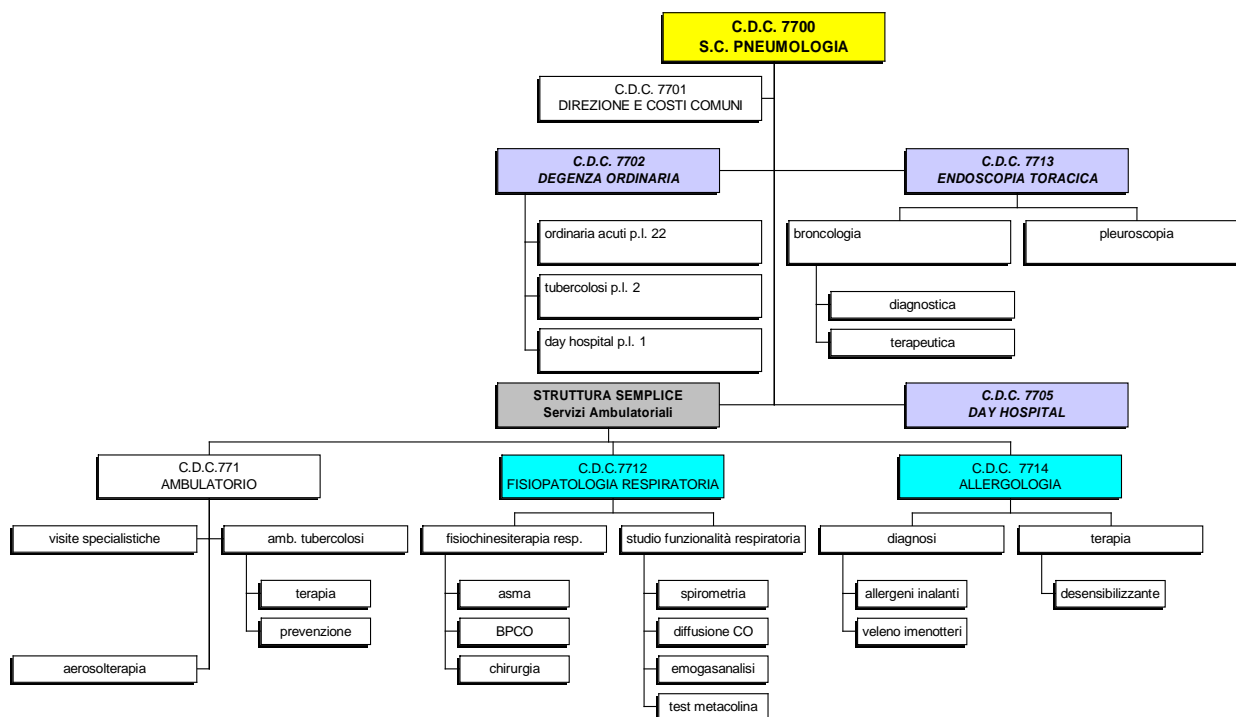 C.D.C. 7700
S.C. PNEUMOLOGIA
C.D.C. 7701
DIREZIONE E COSTI COMUNI
C.D.C. 7702
DEGENZA ORDINARIA
C.D.C. 7713
ENDOSCOPIA TORACICA
ordinaria acuti p.l. 22
tubercolosi p.l. 2
day hospital p.l. 1
broncologia
pleuroscopia
diagnostica
terapeutica
STRUTTURA SEMPLICE
Servizi Ambulatoriali
C.D.C. 7705
DAY HOSPITAL
C.D.C.771
AMBULATORIO
C.D.C.7712
FISIOPATOLOGIA RESPIRATORIA
C.D.C. 7714
ALLERGOLOGIA
visite specialistiche
amb. tubercolosi
terapia
prevenzione
aerosolterapia
fisiochinesiterapia resp.
asma
BPCO
chirurgia
studio funzionalità respiratoria
spirometria
diffusione CO
emogasanalisi
test metacolina
diagnosi
allergeni inalanti
veleno imenotteri
terapia
desensibilizzante